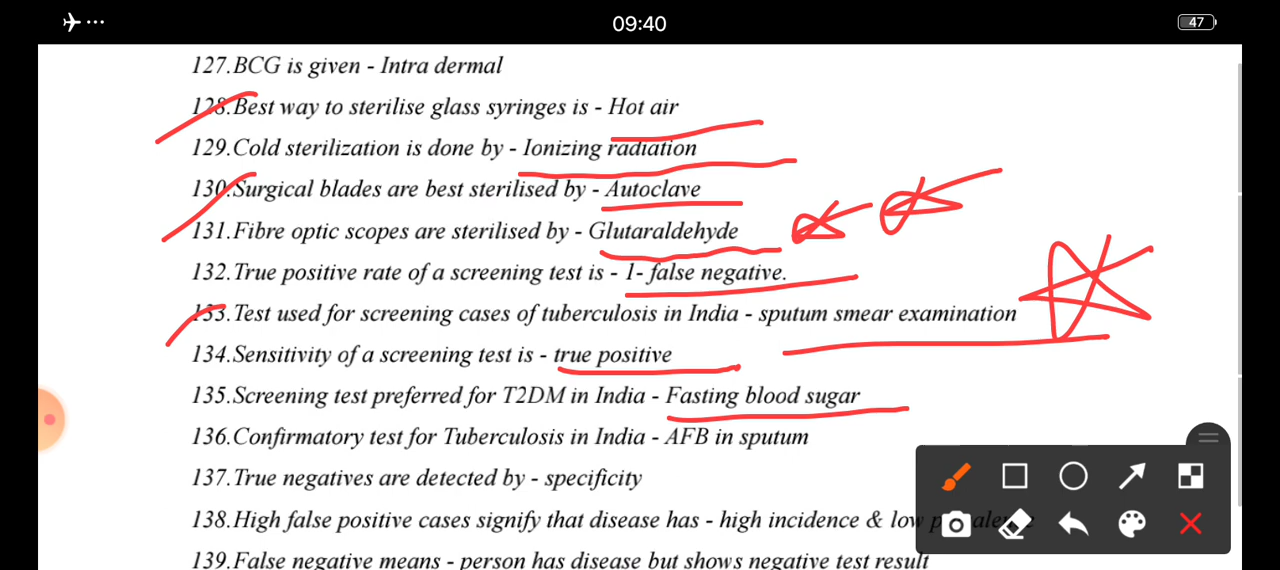 09:40
47
127.BCG is given - Intra dermal
128.Best way to sterilise glass syringes is - Hot air
129.Cold sterilization is done by - Ionizing radiation
130.Surgical blades are best sterilised by - Autoclave
131.Fibre optic scopes are sterilised by - Glutaraldehyde
132.True positive rate of a screening test is - 1- false negative.
133.Test used for screening cases of tuberculosis in India - sputum smear examination
134.Sensitivity of a screening test is - true positive
135.Screening test preferred for T2DM in India - Fasting blood sugar
136.Confirmatory test for Tuberculosis in India - AFB in sputum
137.True negatives are detected by - specificity
138.High false positive cases signify that disease has - high incidence & low
139.False negative means - person has disease but shows negative test result